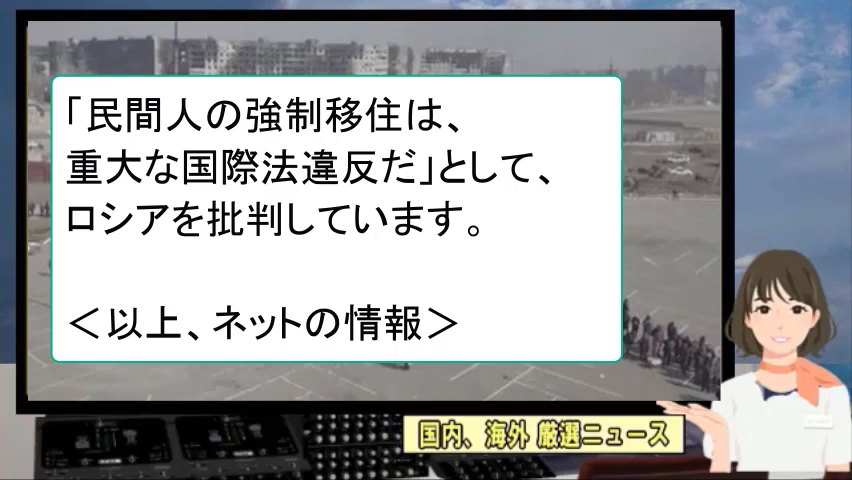 「民間人の強制移住は、
重大な国際法違反だ」として、
ロシアを批判しています。
＜以上、ネットの情報＞
国内、海外 厳選ニュース